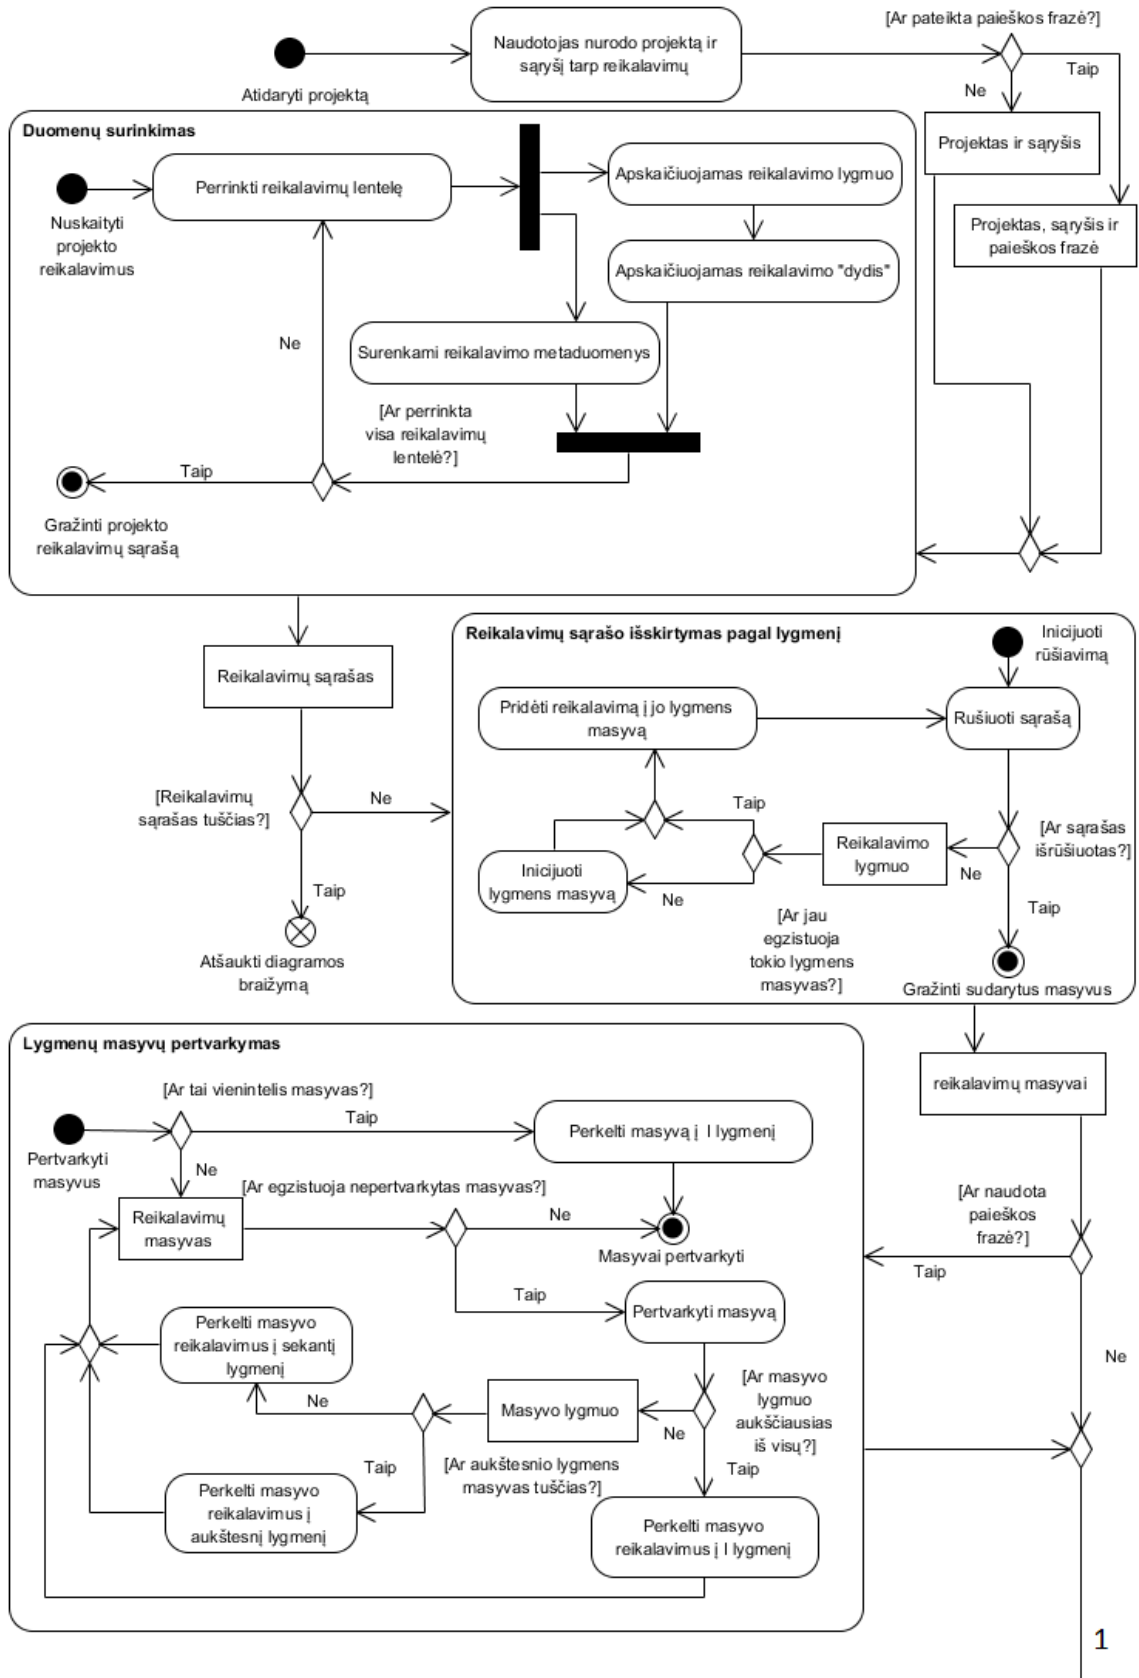 [Ar pateikta paieškos frazė?]
Naudotojas nurodo projektą ir
sąryšį tarp reikalavimų
Taip
Ne
Atidaryti projektą
Projektas ir sąryšis
Projektas, sąryšis ir
paieškos frazė
Duomenų surinkimas
Perrinkti reikalavimų lentelę
Apskaičiuojamas reikalavimo lygmuo
Nuskaityti
projekto
reikalavimus
Apskaičiuojamas reikalavimo "dydis"
Ne
Surenkami reikalavimo metaduomenys
[Ar perrinkta
visa reikalavimų
lentelė?]
Taip
Gražinti projekto
reikalavimų sąrašą
Reikalavimų sąrašas
[Reikalavimų
sąrašas tuščias?]
Ne
Taip
Atšaukti diagramos
braižymą
Reikalavimų sąrašo išskirtymas pagal lygmenį
Inicijuoti
rūšiavimą
Pridėti reikalavimą į jo lygmens
masyvą
Rušiuoti sąrašą
Taip
Reikalavimo
lygmuo
[Ar sąrašas
išrūšiuotas?]
Inicijuoti
lygmens masyvą
Ne
Ne
Taip
[Ar jau
egzistuoja
tokio lygmens
masyvas?]
Gražinti sudarytus masyvus
reikalavimų masyvai
[Ar naudota
paieškos
frazė?]
Taip
Ne
Lygmenų masyvų pertvarkymas
[Ar tai vienintelis masyvas?]
Taip
Perkelti masyvą į I lygmenį
Pertvarkyti
masyvus
Ne
[Ar egzistuoja nepertvarkytas masyvas?]
Reikalavimų
masyvas
Ne
Masyvai pertvarkyti
Taip
Pertvarkyti masyvą
Perkelti masyvo
reikalavimus į sekantį
lygmenį
[Ar masyvo
lygmuo
aukščiausias
iš visų?]
Ne
Masyvo lygmuo
Ne
[Ar aukštesnio lygmens
masyvas tuščias?]
Taip
Taip
Perkelti masyvo
reikalavimus į
aukštesnį lygmenį
Perkelti masyvo
reikalavimus į I lygmenį
1